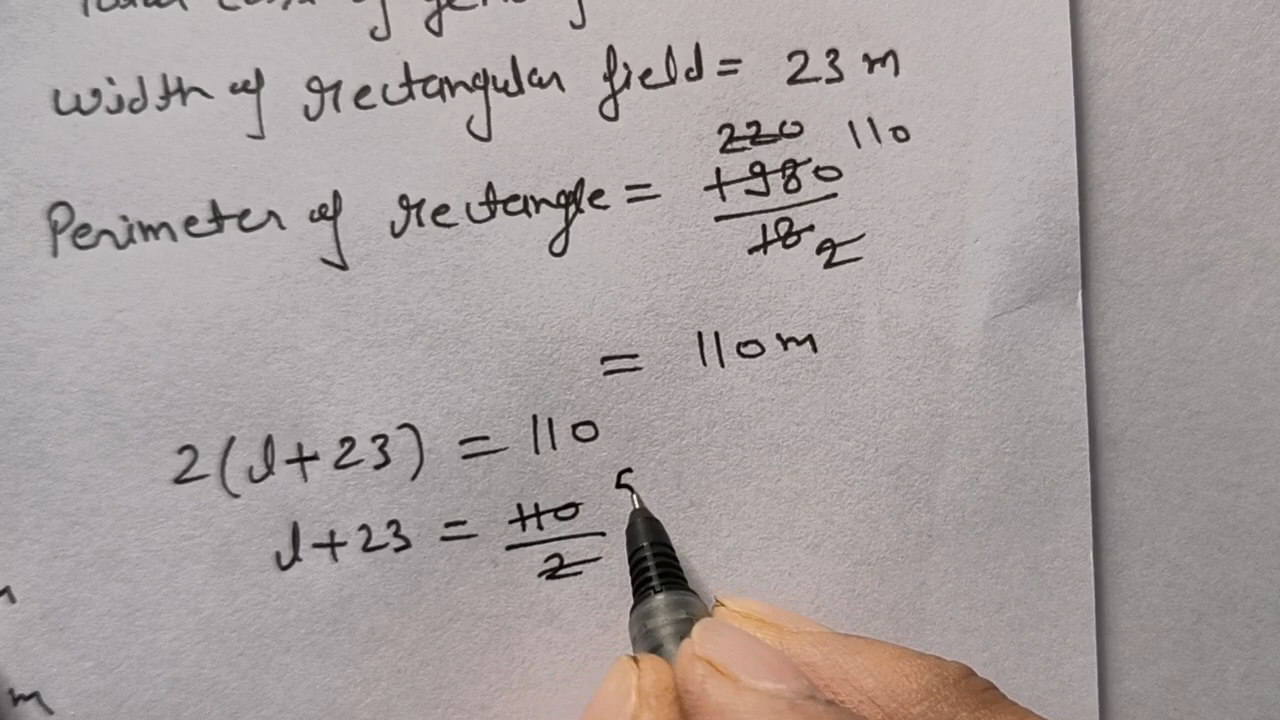 width of rectangular field = 23 m
220 110
Perimeter of rectangle = 1980
18 2
= 110 m
2(l+23) = 110
5
l+23 = 110
2
m